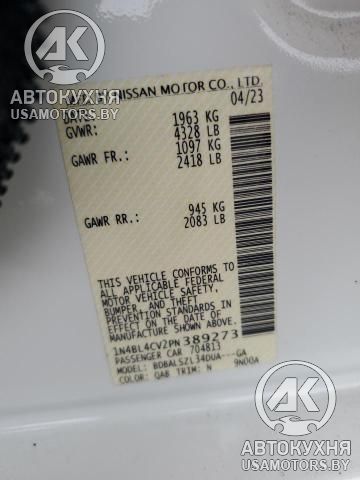 АВТОКУХНЯ
USAMOTORS.BY
NISSAN MOTOR CO., LTD.
04/23
1963 KG
GVWR: 4328 LB
1097 KG
GAWR FR.: 2418 LB
945 KG
GAWR RR.: 2083 LB
THIS VEHICLE CONFORMS TO
ALL APPLICABLE FEDERAL
MOTOR VEHICLE SAFETY,
BUMPER, AND THEFT
PREVENTION STANDARDS IN
EFFECT ON THE DATE OF
MANUFACTURE SHOWN ABOVE.
1N4BL4CV2PN389273
PASSENGER CAR 704813
MODEL: BDBALSZL34DUA---GA
COLOR: QAB TRIM: N 9N00A
АВТОКУХНЯ
USAMOTORS.BY